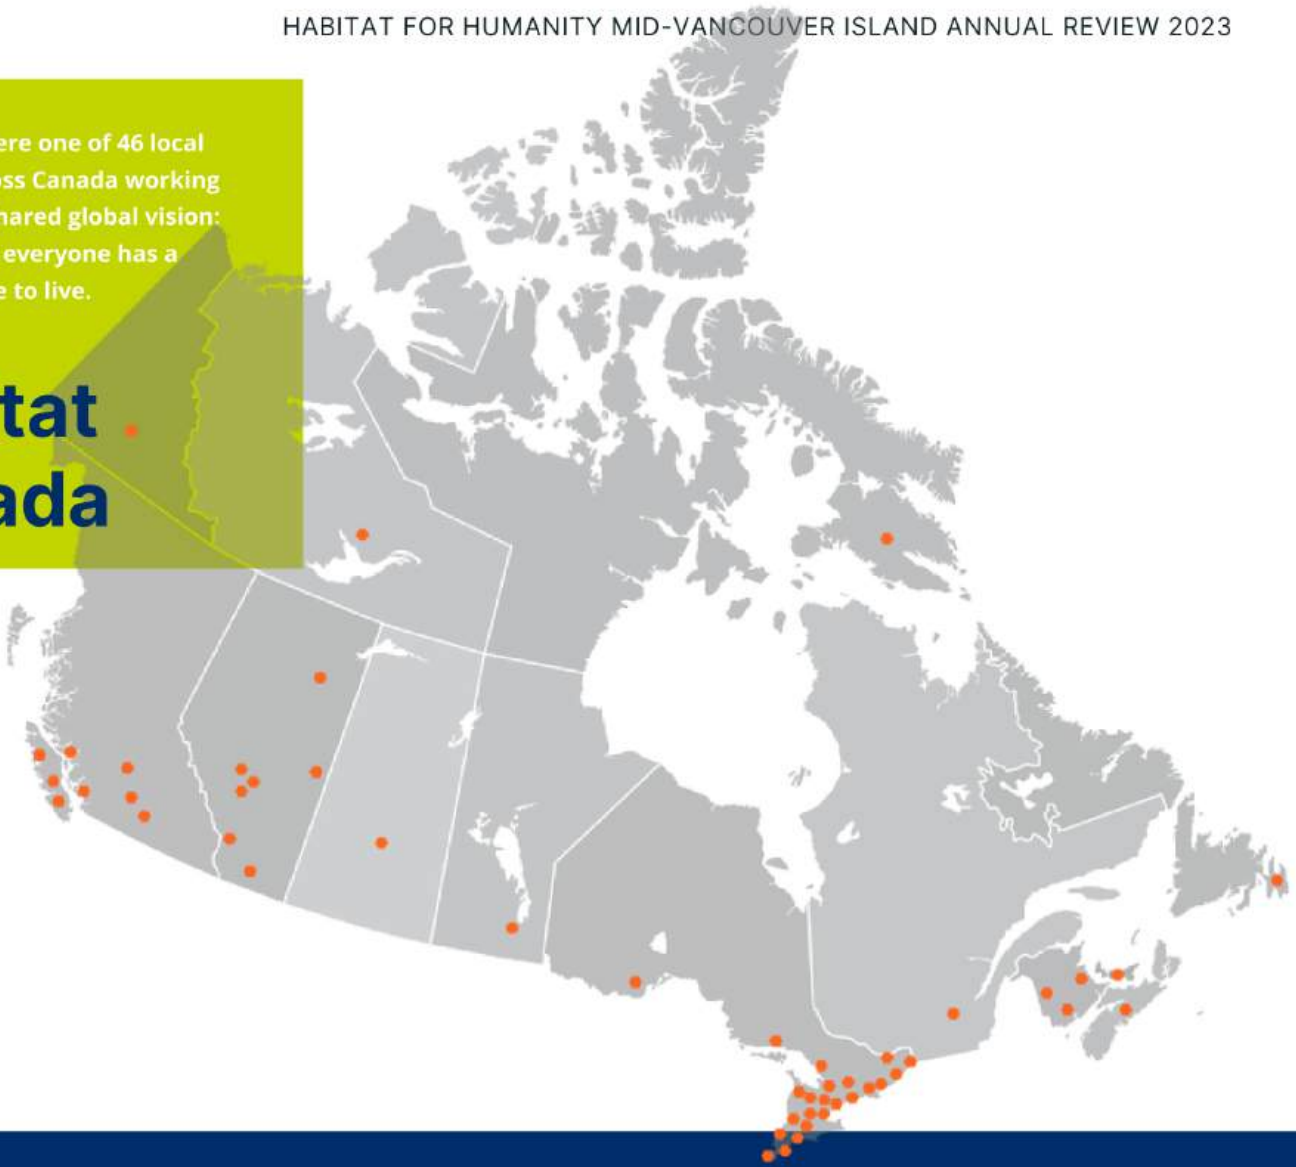 HABITAT FOR HUMANITY MID-VANCOUVER ISLAND ANNUAL REVIEW 2023
ere one of 46 local
oss Canada working
hared global vision:
everyone has a
e to live.
tat
ada